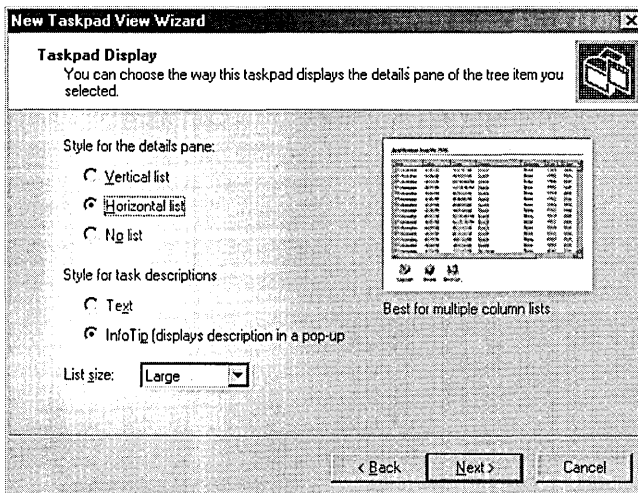 New Taskpad View Wizard
Taskpad Display
You can choose the way this taskpad displays the details pane of the tree item you
selected.
Style for the details pane:
Vertical list
Horizontal list
No list
Style for task descriptions
Text
InfoTip (displays description in a pop-up
List size:
Large
Best for multiple column lists
< Back
Next >
Cancel